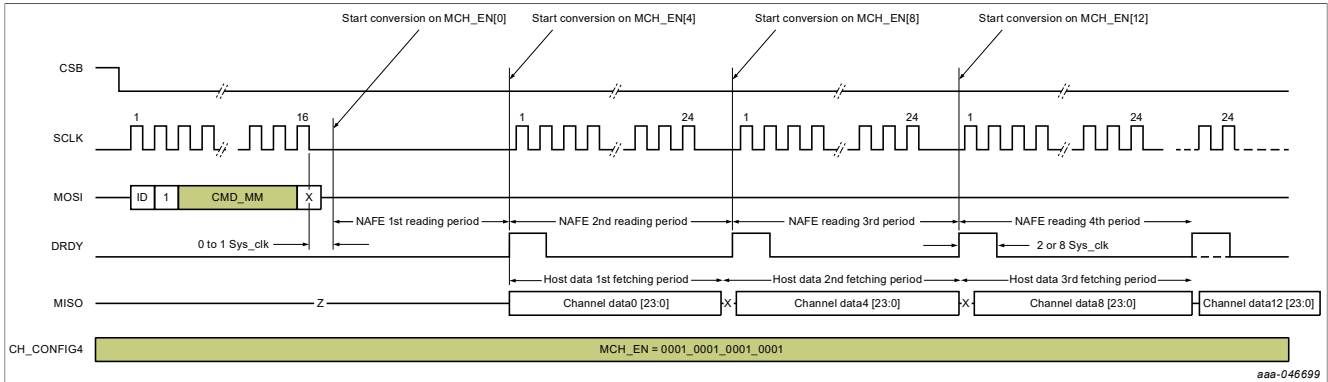 Start conversion on MCH_EN[0]
Start conversion on MCH_EN[4]
Start conversion on MCH_EN[8]
Start conversion on MCH_EN[12]
CSB
1
16
1
24
1
24
1
24
24
SCLK
MOSI
ID
1
CMD_MM
X
NAFE 1st reading period
NAFE 2nd reading period
NAFE reading 3rd period
NAFE reading 4th period
DRDY
0 to 1 Sys_clk
2 or 8 Sys_clk
Host data 1st fetching period
Host data 2nd fetching period
Host data 3rd fetching period
MISO
Z
Channel data0 [23:0]
X
Channel data4 [23:0]
X
Channel data8 [23:0]
Channel data12 [23:0]
CH_CONFIG4
MCH_EN = 0001_0001_0001_0001
aaa-046699